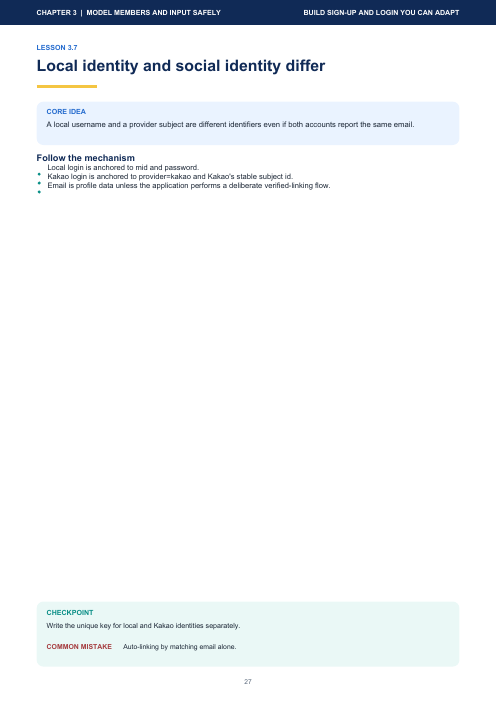 CHAPTER 3 | MODEL MEMBERS AND INPUT SAFELY BUILD SIGN-UP AND LOGIN YOU CAN ADAPT
LESSON 3.7
Local identity and social identity differ
CORE IDEA
A local username and a provider subject are different identifiers even if both accounts report the same email.
Follow the mechanism
Local login is anchored to mid and password.
Kakao login is anchored to provider=kakao and Kakao's stable subject id.
Email is profile data unless the application performs a deliberate verified-linking flow.
CHECKPOINT
Write the unique key for local and Kakao identities separately.
COMMON MISTAKE Auto-linking by matching email alone.
27